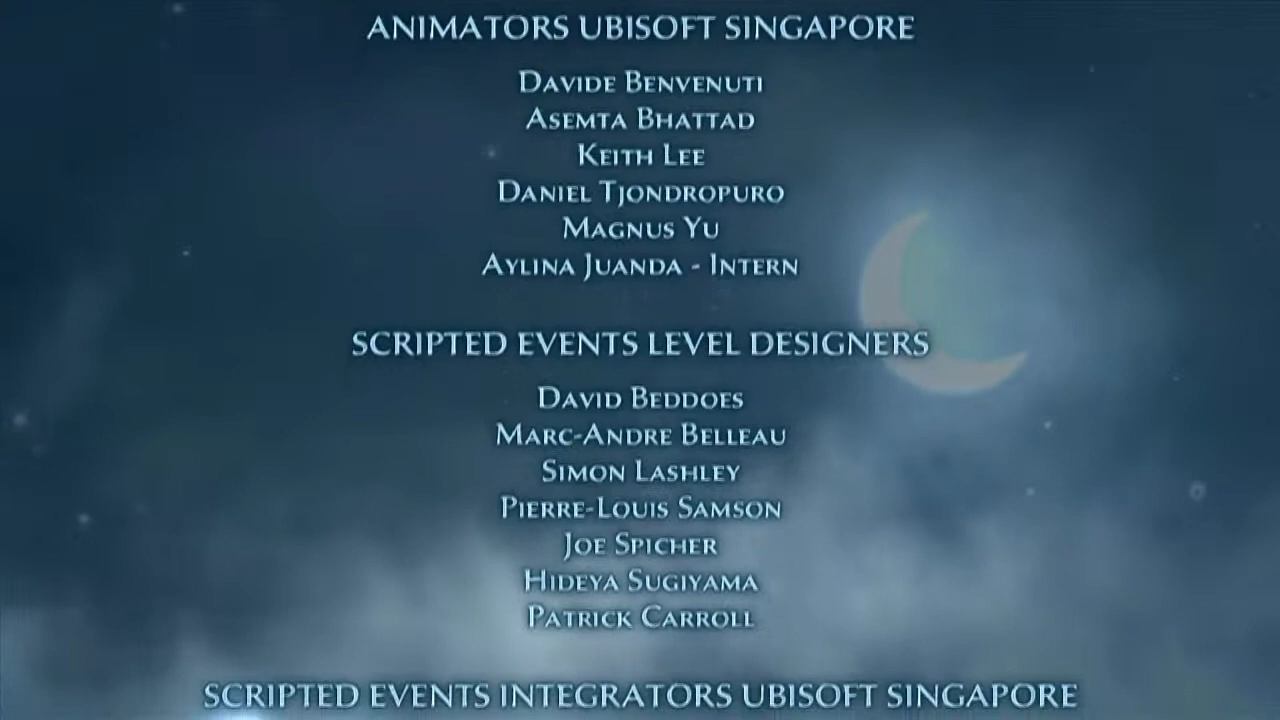 ANIMATORS UBISOFT SINGAPORE
DAVIDE BENVENUTI
ASEMTA BHATTAD
KEITH LEE
DANIEL TJONDROPURO
MAGNUS YU
AYLINA JUANDA - INTERN
SCRIPTED EVENTS LEVEL DESIGNERS
DAVID BEDDOES
MARC-ANDRE BELLEAU
SIMON LASHLEY
PIERRE-LOUIS SAMSON
JOE SPICHER
HIDEYA SUGIYAMA
PATRICK CARROLL
SCRIPTED EVENTS INTEGRATORS UBISOFT SINGAPORE